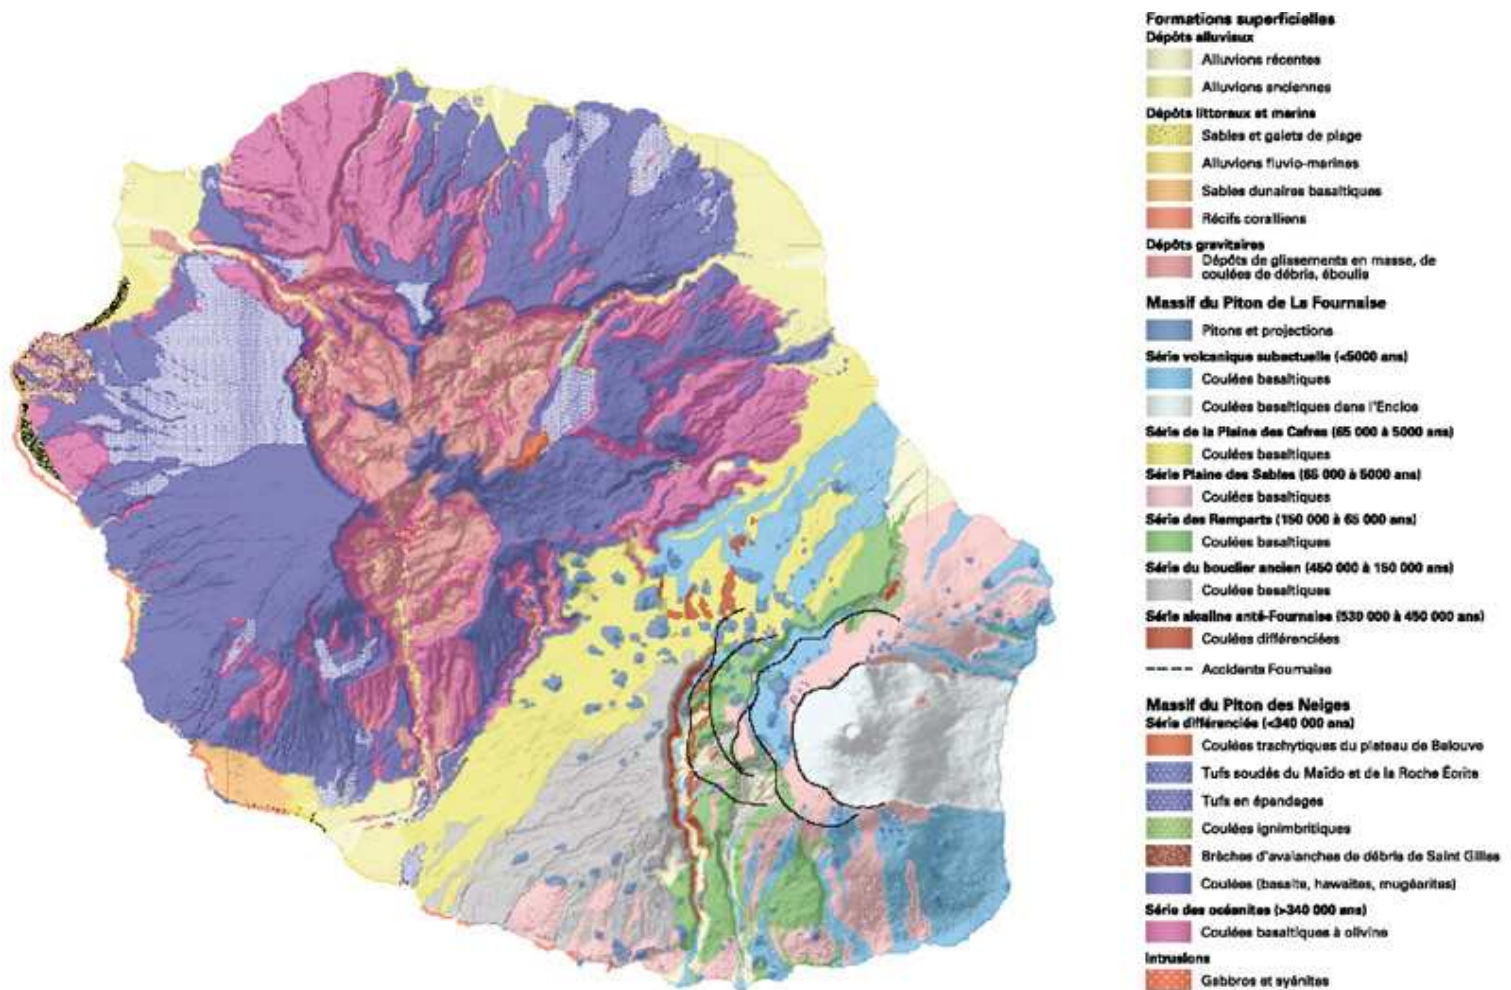 Formations superficielles
Dépôts alluviaux
Alluvions récentes
Alluvions anciennes
Dépôts littoraux et marins
Sables et galets de plage
Alluvions fluvio-marines
Sables dunaires basaltiques
Récifs coralliens
Dépôts gravitaires
Dépôts de glissements en masse, de
coulées de débris, éboulis
Massif du Piton de La Fournaise
Pitons et projections
Série volcanique subactuelle (<5000 ans)
Coulées basaltiques
Coulées basaltiques dans l'Enclos
Série de la Plaine des Cafres (65 000 à 5000 ans)
Coulées basaltiques
Série Plaine des Sables (65 000 à 5000 ans)
Coulées basaltiques
Série des Remparts (150 000 à 65 000 ans)
Coulées basaltiques
Série du bouclier ancien (450 000 à 150 000 ans)
Coulées basaltiques
Série alcaline anté-Fournaise (530 000 à 450 000 ans)
Coulées différenciées
Accidents Fournaise
Massif du Piton des Neiges
Série différenciée (<340 000 ans)
Coulées trachytiques du plateau de Belouve
Tufs soudés du Maïdo et de la Roche Écrite
Tufs en épandages
Coulées ignimbritiques
Brèches d'avalanches de débris de Saint Gilles
Coulées (basalte, hawaites, mugéarites)
Série des océanites (>340 000 ans)
Coulées basaltiques à olivine
Intrusions
Gabbros et syénites